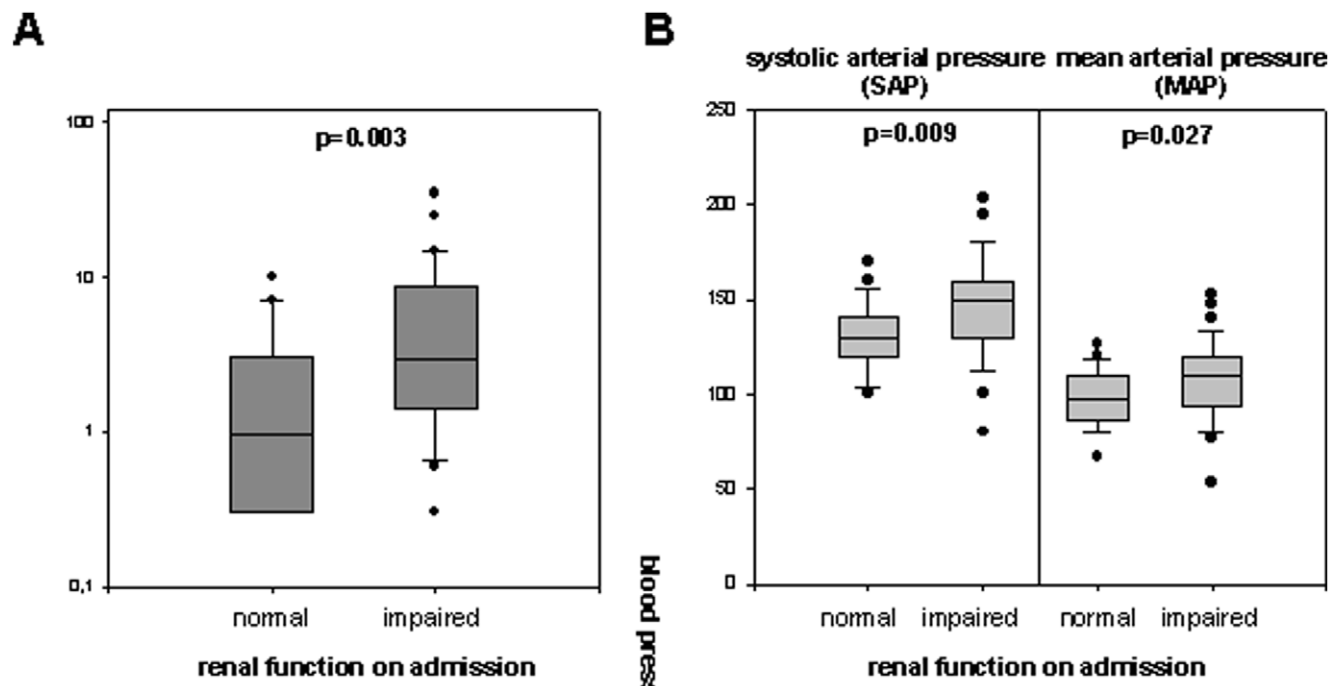 A
p=0.003
100
10
1
0,1
normal impaired
renal function on admission
B
systolic arterial pressure (SAP)
mean arterial pressure (MAP)
p=0.009
p=0.027
250
200
150
100
50
0
normal impaired normal impaired
renal function on admission
blood press